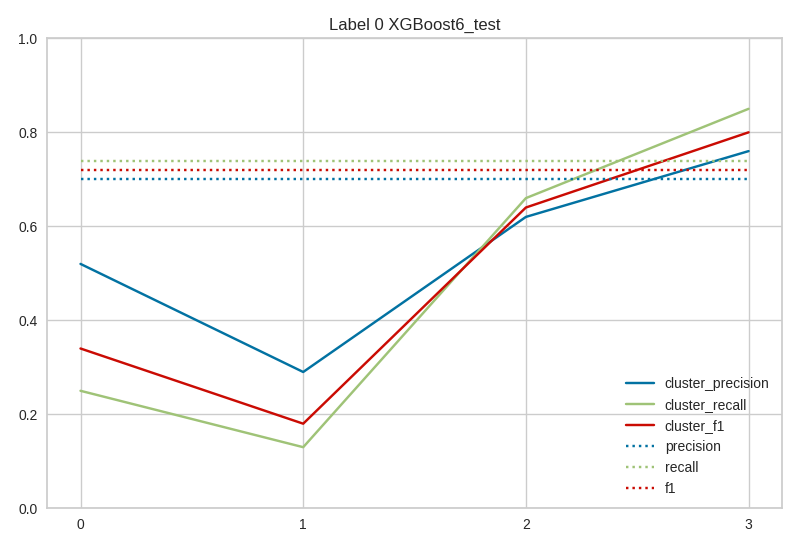 Label 0 XGBoost6_test
1.0
0.8
0.6
0.4
0.2
0.0
0
1
2
3
cluster_precision
cluster_recall
cluster_f1
precision
recall
f1